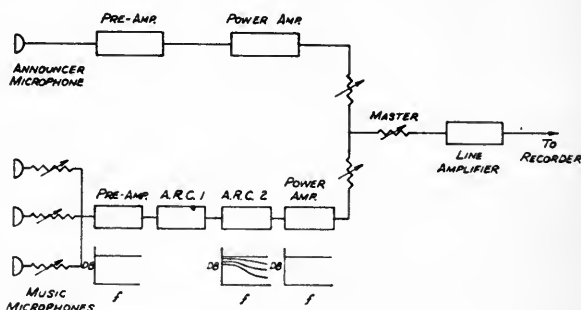 PRE-AMP.
POWER AMP.
ANNOUNCER
MICROPHONE
MASTER
TO
RECORDER
LINE
AMPLIFIER
PRE-AMP.
A.R.C. 1
A.R.C. 2
POWER
AMP.
DB
f
DB
f
DB
f
MUSIC
MICROPHONES